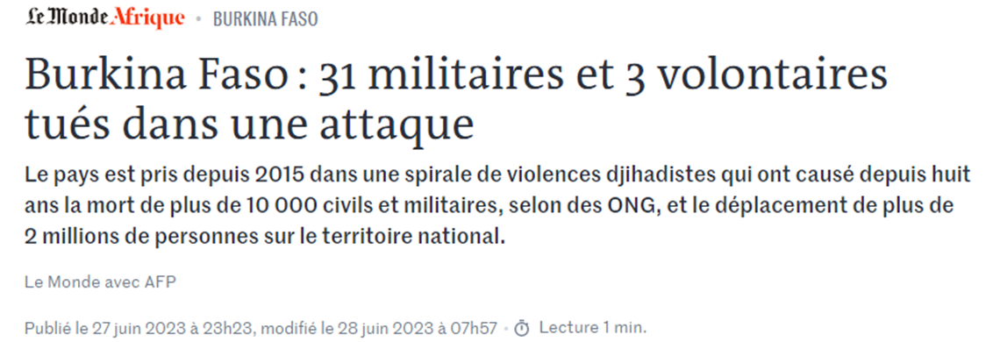 Le Monde Afrique • BURKINA FASO
Burkina Faso : 31 militaires et 3 volontaires
tués dans une attaque
Le pays est pris depuis 2015 dans une spirale de violences djihadistes qui ont causé depuis huit
ans la mort de plus de 10 000 civils et militaires, selon des ONG, et le déplacement de plus de
2 millions de personnes sur le territoire national.
Le Monde avec AFP
Publié le 27 juin 2023 à 23h23, modifié le 28 juin 2023 à 07h57 • Lecture 1 min.